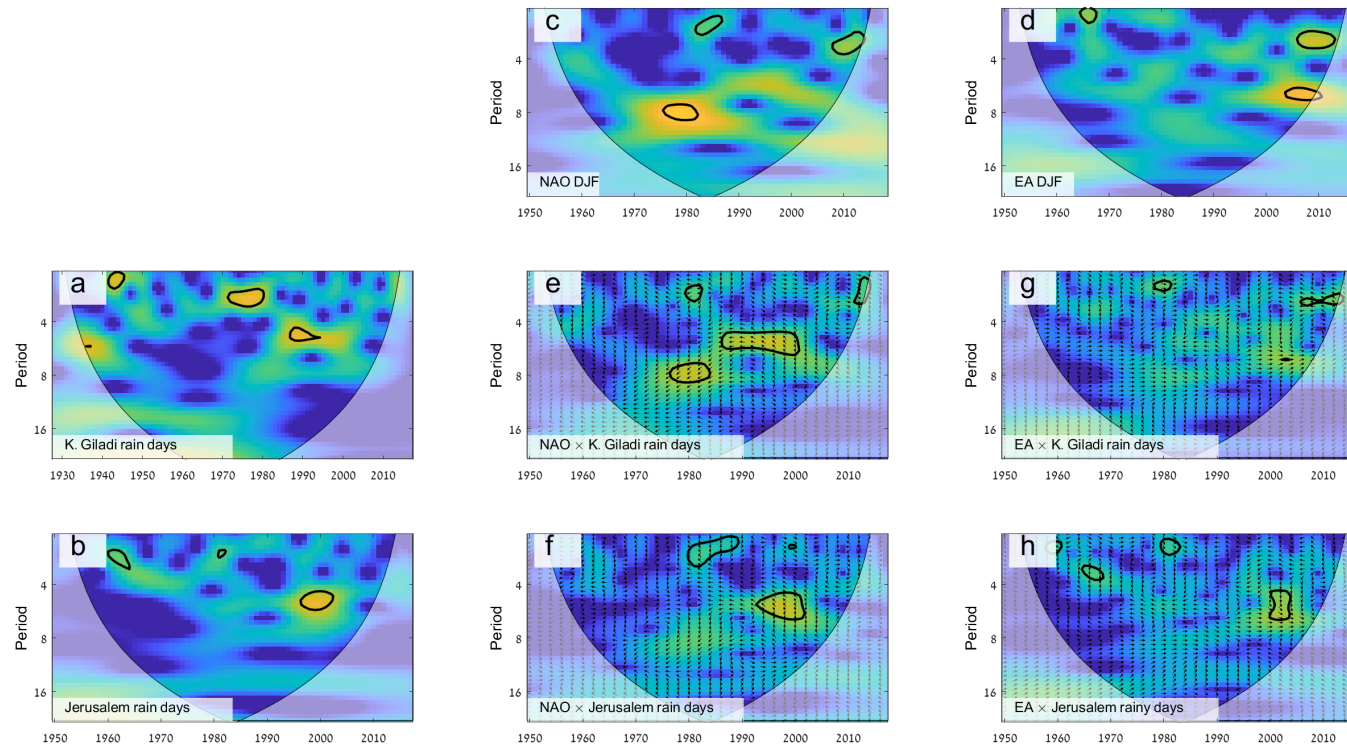 c
Period
4
8
16
NAO DJF
1950 1960 1970 1980 1990 2000 2010
d
Period
4
8
16
EA DJF
1950 1960 1970 1980 1990 2000 2010
a
Period
4
8
16
K. Giladi rain days
1930 1940 1950 1960 1970 1980 1990 2000 2010
e
Period
4
8
16
NAO × K. Giladi rain days
1950 1960 1970 1980 1990 2000 2010
g
Period
4
8
16
EA × K. Giladi rain days
1950 1960 1970 1980 1990 2000 2010
b
Period
4
8
16
Jerusalem rain days
1950 1960 1970 1980 1990 2000 2010
f
Period
4
8
16
NAO × Jerusalem rain days
1950 1960 1970 1980 1990 2000 2010
h
Period
4
8
16
EA × Jerusalem rainy days
1950 1960 1970 1980 1990 2000 2010